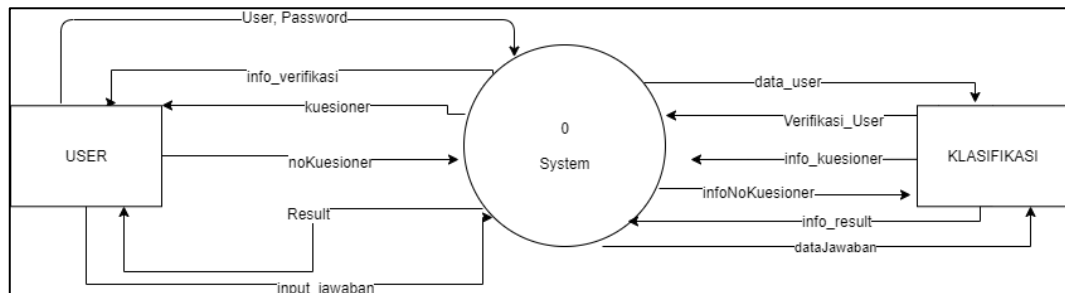 User, Password
info_verifikasi
data_user
kuesioner
Verifikasi_User
0
USER
noKuesioner
System
info_kuesioner
KLASIFIKASI
infoNoKuesioner
Result
info_result
dataJawaban
input_jawaban